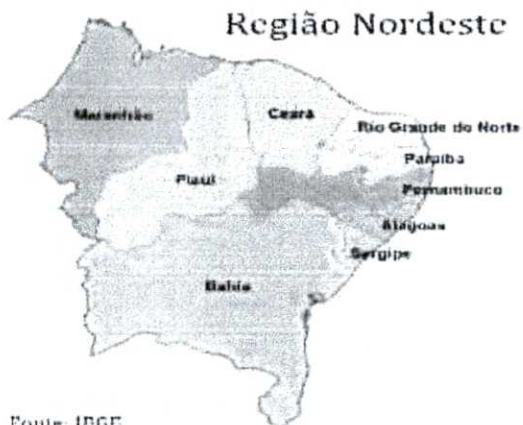 Região Nordeste
Maranhão
Ceará
Rio Grande do Norte
Paraíba
Piauí
Pernambuco
Alagoas
Sergipe
Bahia
Fonte: IBGE